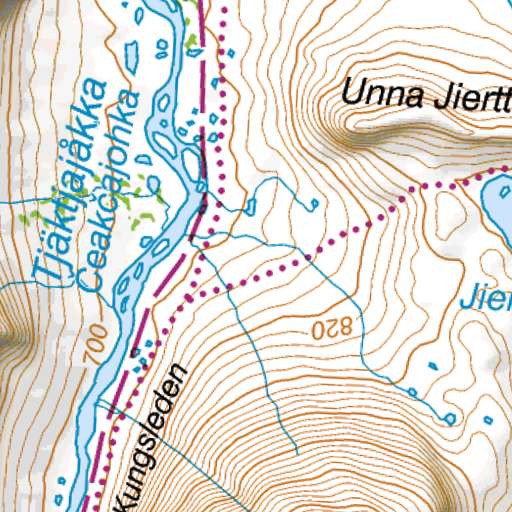 Unna Jiertt
Tjäktjajåkka
Čeakčajohka
Jier
820
700
Kungsleden